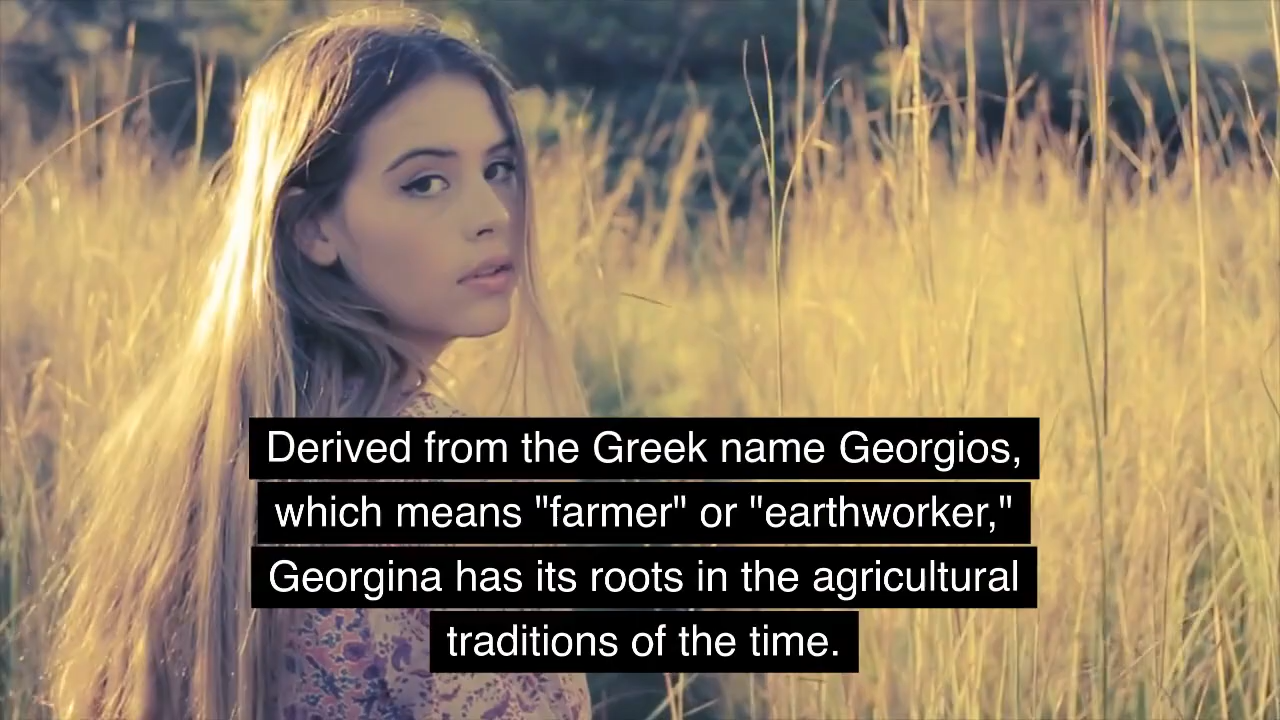 Derived from the Greek name Georgios,
which means "farmer" or "earthworker,"
Georgina has its roots in the agricultural
traditions of the time.